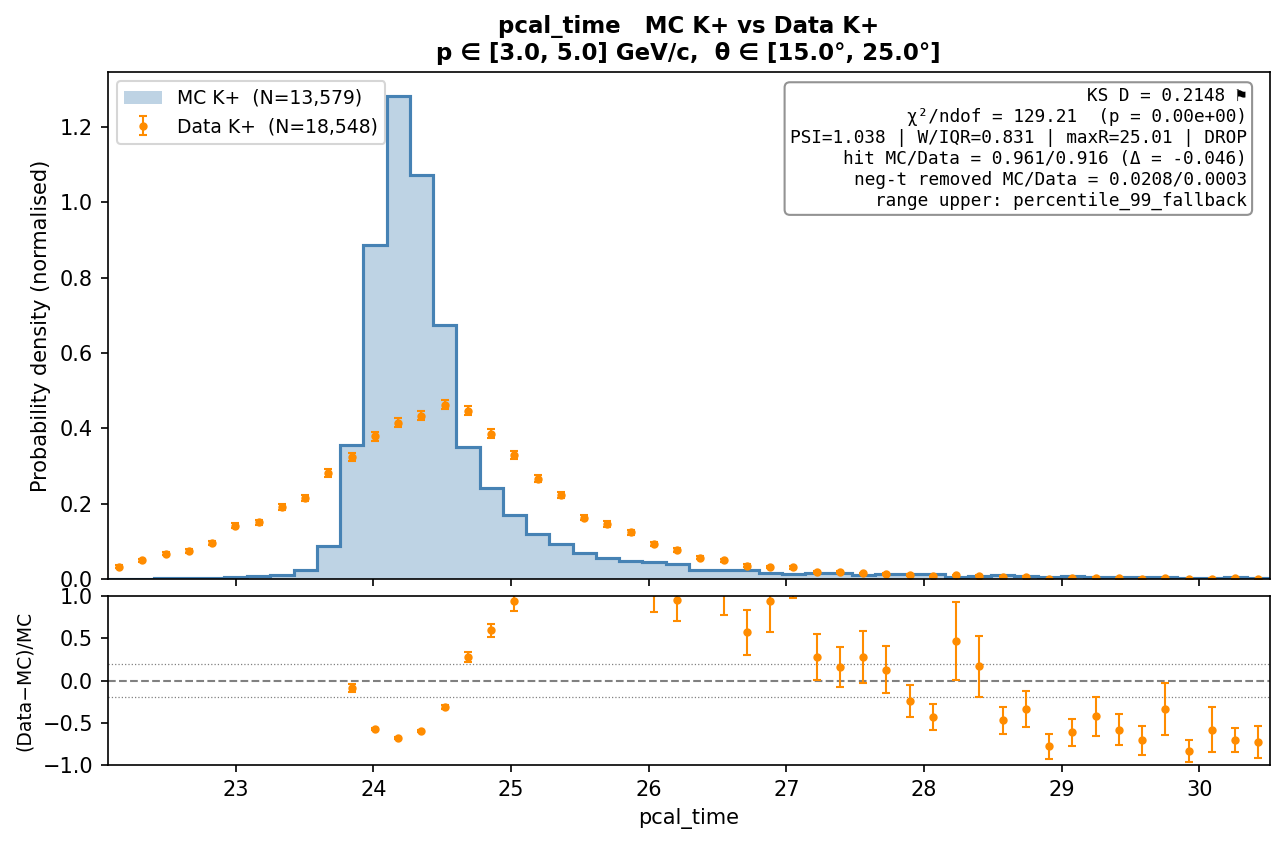 pcal_time   MC K+ vs Data K+
p ∈ [3.0, 5.0] GeV/c,  θ ∈ [15.0°, 25.0°]
MC K+  (N=13,579)
Data K+  (N=18,548)
KS D = 0.2148 ⚑
χ²/ndof = 129.21  (p = 0.00e+00)
PSI=1.038 | W/IQR=0.831 | maxR=25.01 | DROP
hit MC/Data = 0.961/0.916 (Δ = -0.046)
neg-t removed MC/Data = 0.0208/0.0003
range upper: percentile_99_fallback
Probability density (normalised)
1.2
1.0
0.8
0.6
0.4
0.2
0.0
(Data−MC)/MC
1.0
0.5
0.0
−0.5
−1.0
23 24 25 26 27 28 29 30
pcal_time